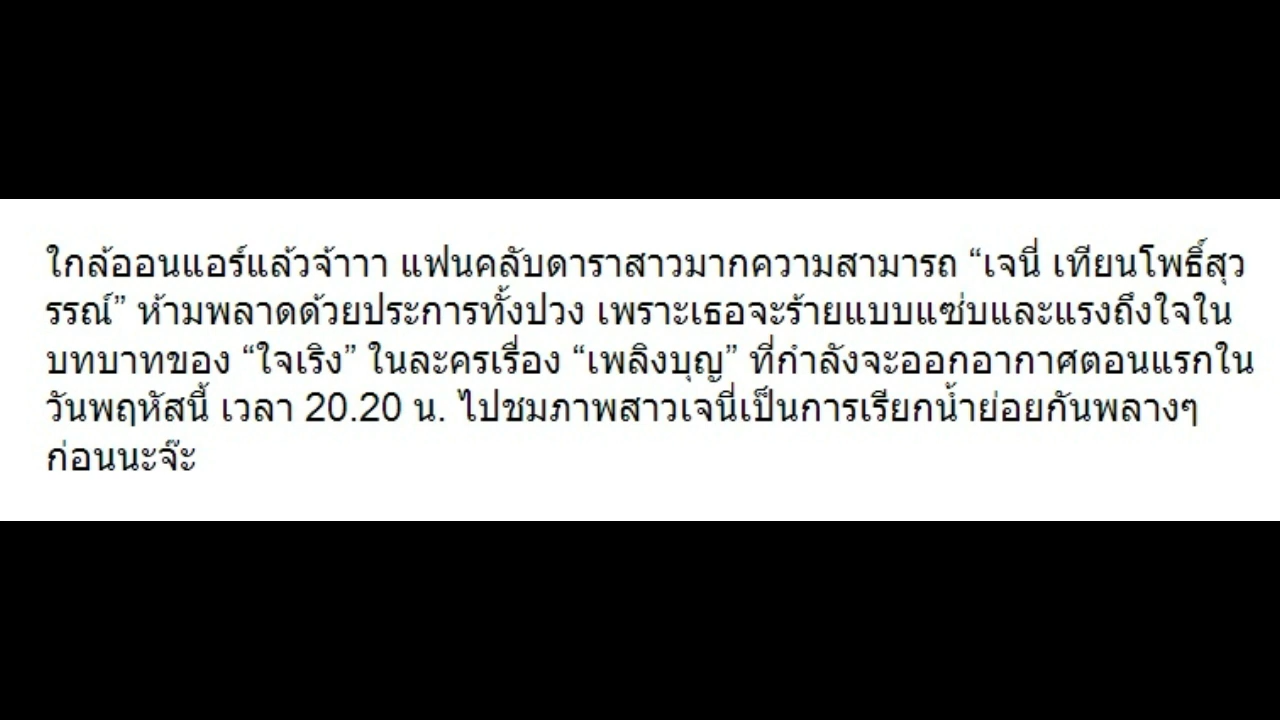 ใกล้ออนแอร์แล้วจ้าาา แฟนคลับดาราสาวมากความสามารถ “เจนี่ เทียนโพธิ์สุว
รรณ์” ห้ามพลาดด้วยประการทั้งปวง เพราะเธอจะร้ายแบบแซ่บและแรงถึงใจใน
บทบาทของ “ใจเริง” ในละครเรื่อง “เพลิงบุญ” ที่กำลังจะออกอากาศตอนแรกใน
วันพฤหัสนี้ เวลา 20.20 น. ไปชมภาพสาวเจนี่เป็นการเรียกน้ำย่อยกันพลางๆ
ก่อนนะจ๊ะ